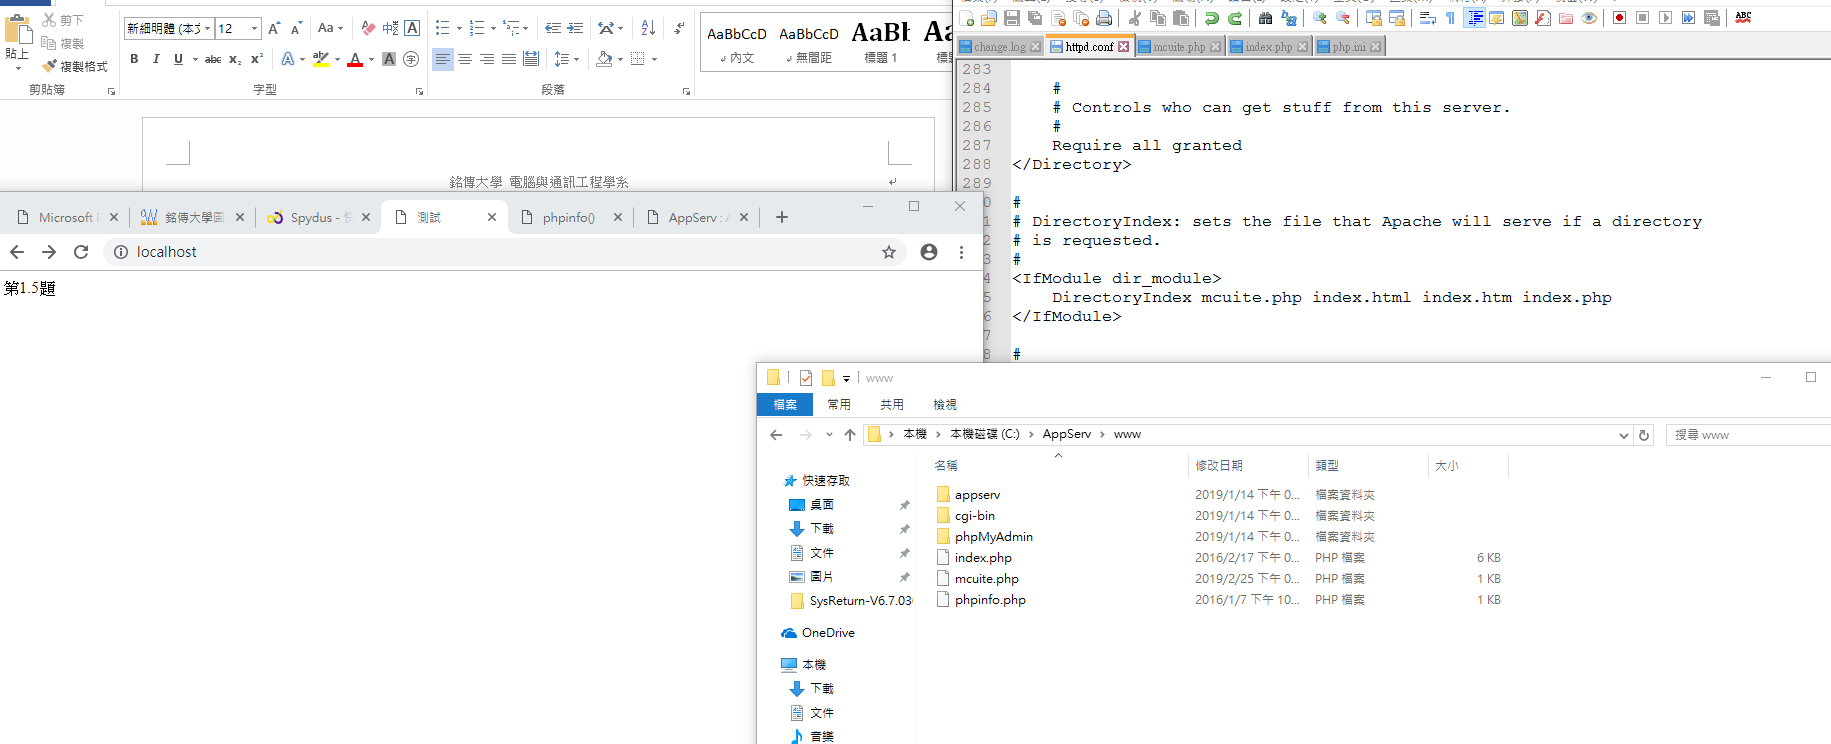 剪下
複製
貼上
複製格式
剪貼簿
新細明體 (本文
12
Aa
B I U abc x₂ x²
字型
段落
AaBbCcD
內文
AaBbCcD
無間距
AaBb
標題 1
銘傳大學 電腦與通訊工程學系
change.log
httpd.conf
mcuite.php
index.php
php.ini
283
284 #
285 # Controls who can get stuff from this server.
286 #
287 Require all granted
288 </Directory>
289
#
# DirectoryIndex: sets the file that Apache will serve if a directory
# is requested.
#
<IfModule dir_module>
DirectoryIndex mcuite.php index.html index.htm index.php
</IfModule>
#
Microsoft
銘傳大學圖
Spydus -
測試
phpinfo()
AppServ :
localhost
第1.5題
www
檔案 常用 共用 檢視
本機 > 本機磁碟 (C:) > AppServ > www
搜尋 www
名稱 修改日期 類型 大小
appserv 2019/1/14 下午 0... 檔案資料夾
cgi-bin 2019/1/14 下午 0... 檔案資料夾
phpMyAdmin 2019/1/14 下午 0... 檔案資料夾
index.php 2016/2/17 下午 0... PHP 檔案 6 KB
mcuite.php 2019/2/25 下午 0... PHP 檔案 1 KB
phpinfo.php 2016/1/7 下午 10... PHP 檔案 1 KB
快速存取
桌面
下載
文件
圖片
SysReturn-V6.7.03
OneDrive
本機
下載
文件
音樂